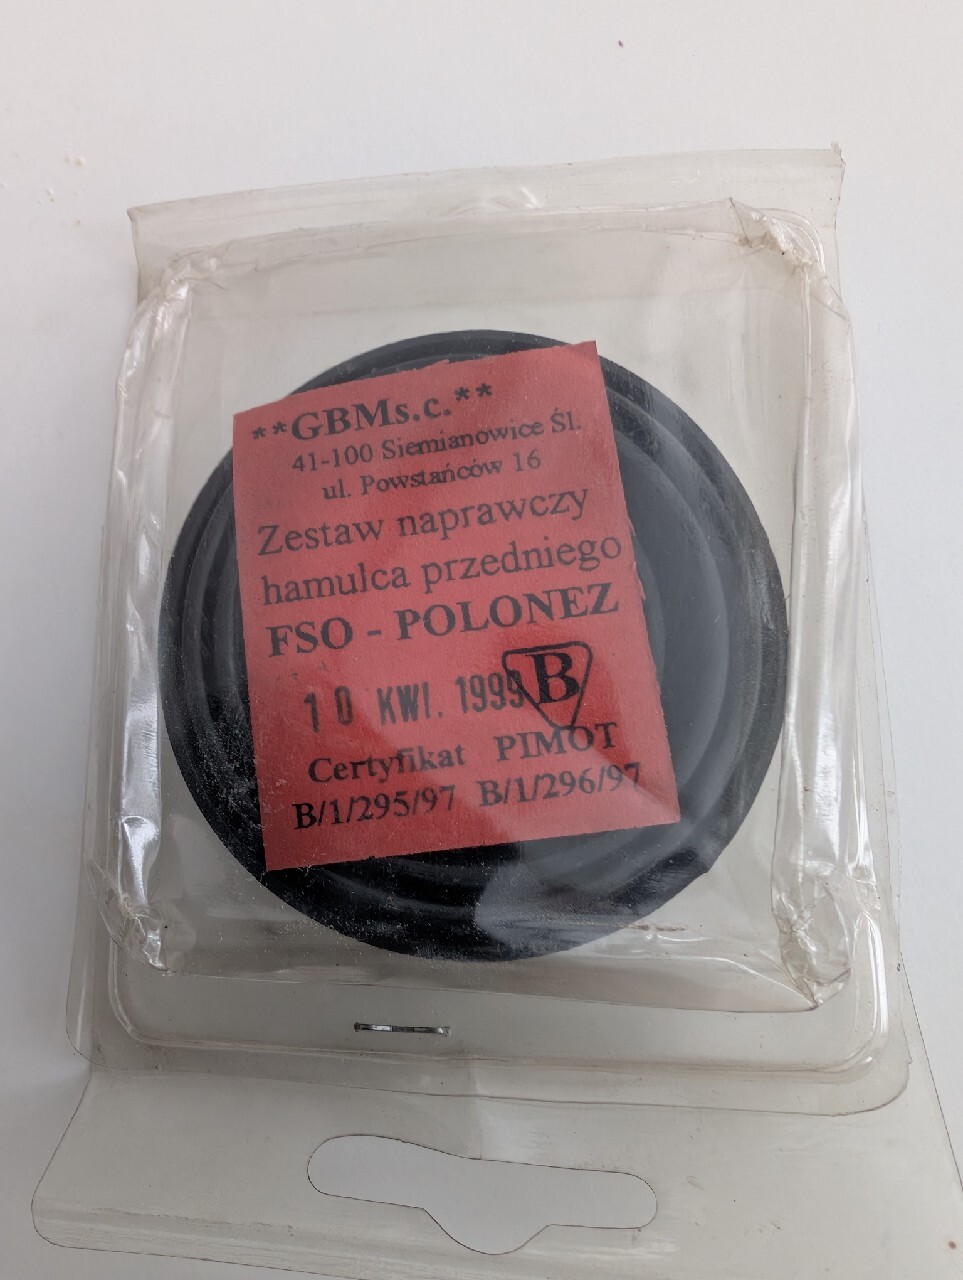 **GBMs.c.**
41-100 Siemianowice Śl.
ul. Powstańców 16
Zestaw naprawczy
hamulca przedniego
FSO - POLONEZ
10 KWI. 1999 B
Certyfikat PIMOT
B/1/295/97 B/1/296/97